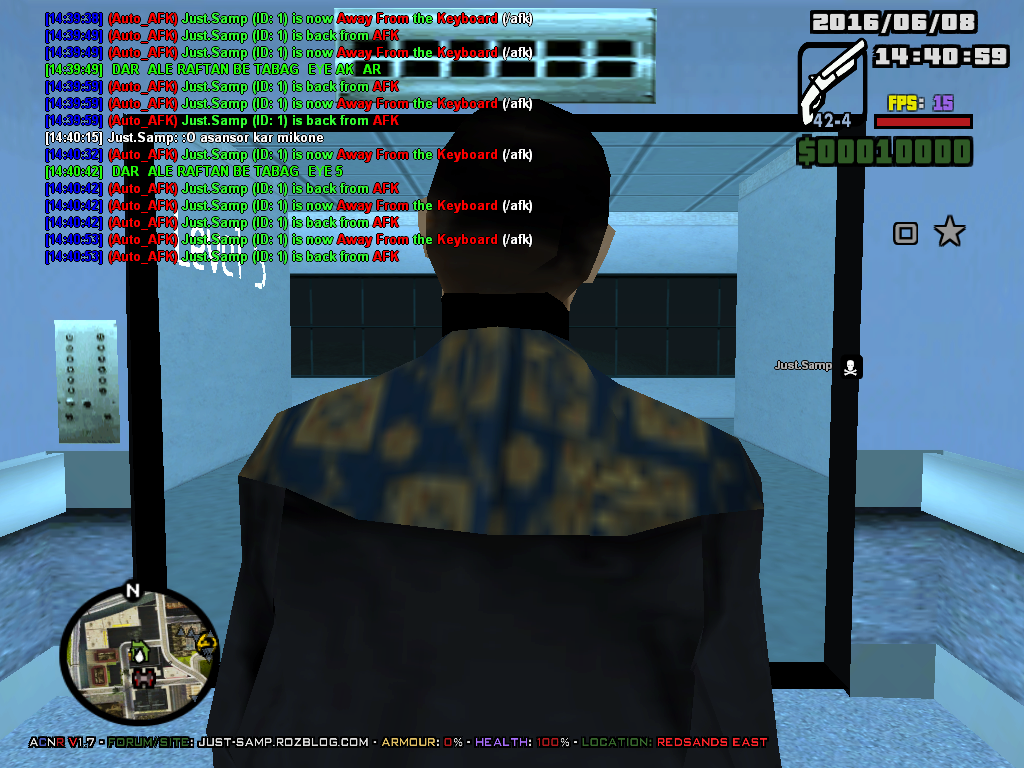 [14:39:38] (Auto_AFK) Just.Samp (ID: 1) is now Away From the Keyboard (/afk)
[14:39:49] (Auto_AFK) Just.Samp (ID: 1) is back from AFK
[14:39:49] (Auto_AFK) Just.Samp (ID: 1) is now Away From the Keyboard (/afk)
[14:39:49] DAR ALE RAFTAN BE TABAG E AK AR
[14:39:59] (Auto_AFK) Just.Samp (ID: 1) is back from AFK
[14:39:59] (Auto_AFK) Just.Samp (ID: 1) is now Away From the Keyboard (/afk)
[14:39:59] (Auto_AFK) Just.Samp (ID: 1) is back from AFK
[14:40:15] Just.Samp: :O asansor kar mikone
[14:40:32] (Auto_AFK) Just.Samp (ID: 1) is now Away From the Keyboard (/afk)
[14:40:42] DAR ALE RAFTAN BE TABAG E 5
[14:40:42] (Auto_AFK) Just.Samp (ID: 1) is back from AFK
[14:40:42] (Auto_AFK) Just.Samp (ID: 1) is now Away From the Keyboard (/afk)
[14:40:42] (Auto_AFK) Just.Samp (ID: 1) is back from AFK
[14:40:53] (Auto_AFK) Just.Samp (ID: 1) is now Away From the Keyboard (/afk)
[14:40:53] (Auto_AFK) Just.Samp (ID: 1) is back from AFK
2016/06/08
14:40:59
FPS: 15
42-4
$00010000
LEVEL 5
Just.Samp
N
ACNR V1.7 - FORUM/SITE: JUST-SAMP.ROZBLOG.COM - ARMOUR: 0% - HEALTH: 100% - LOCATION: REDSANDS EAST